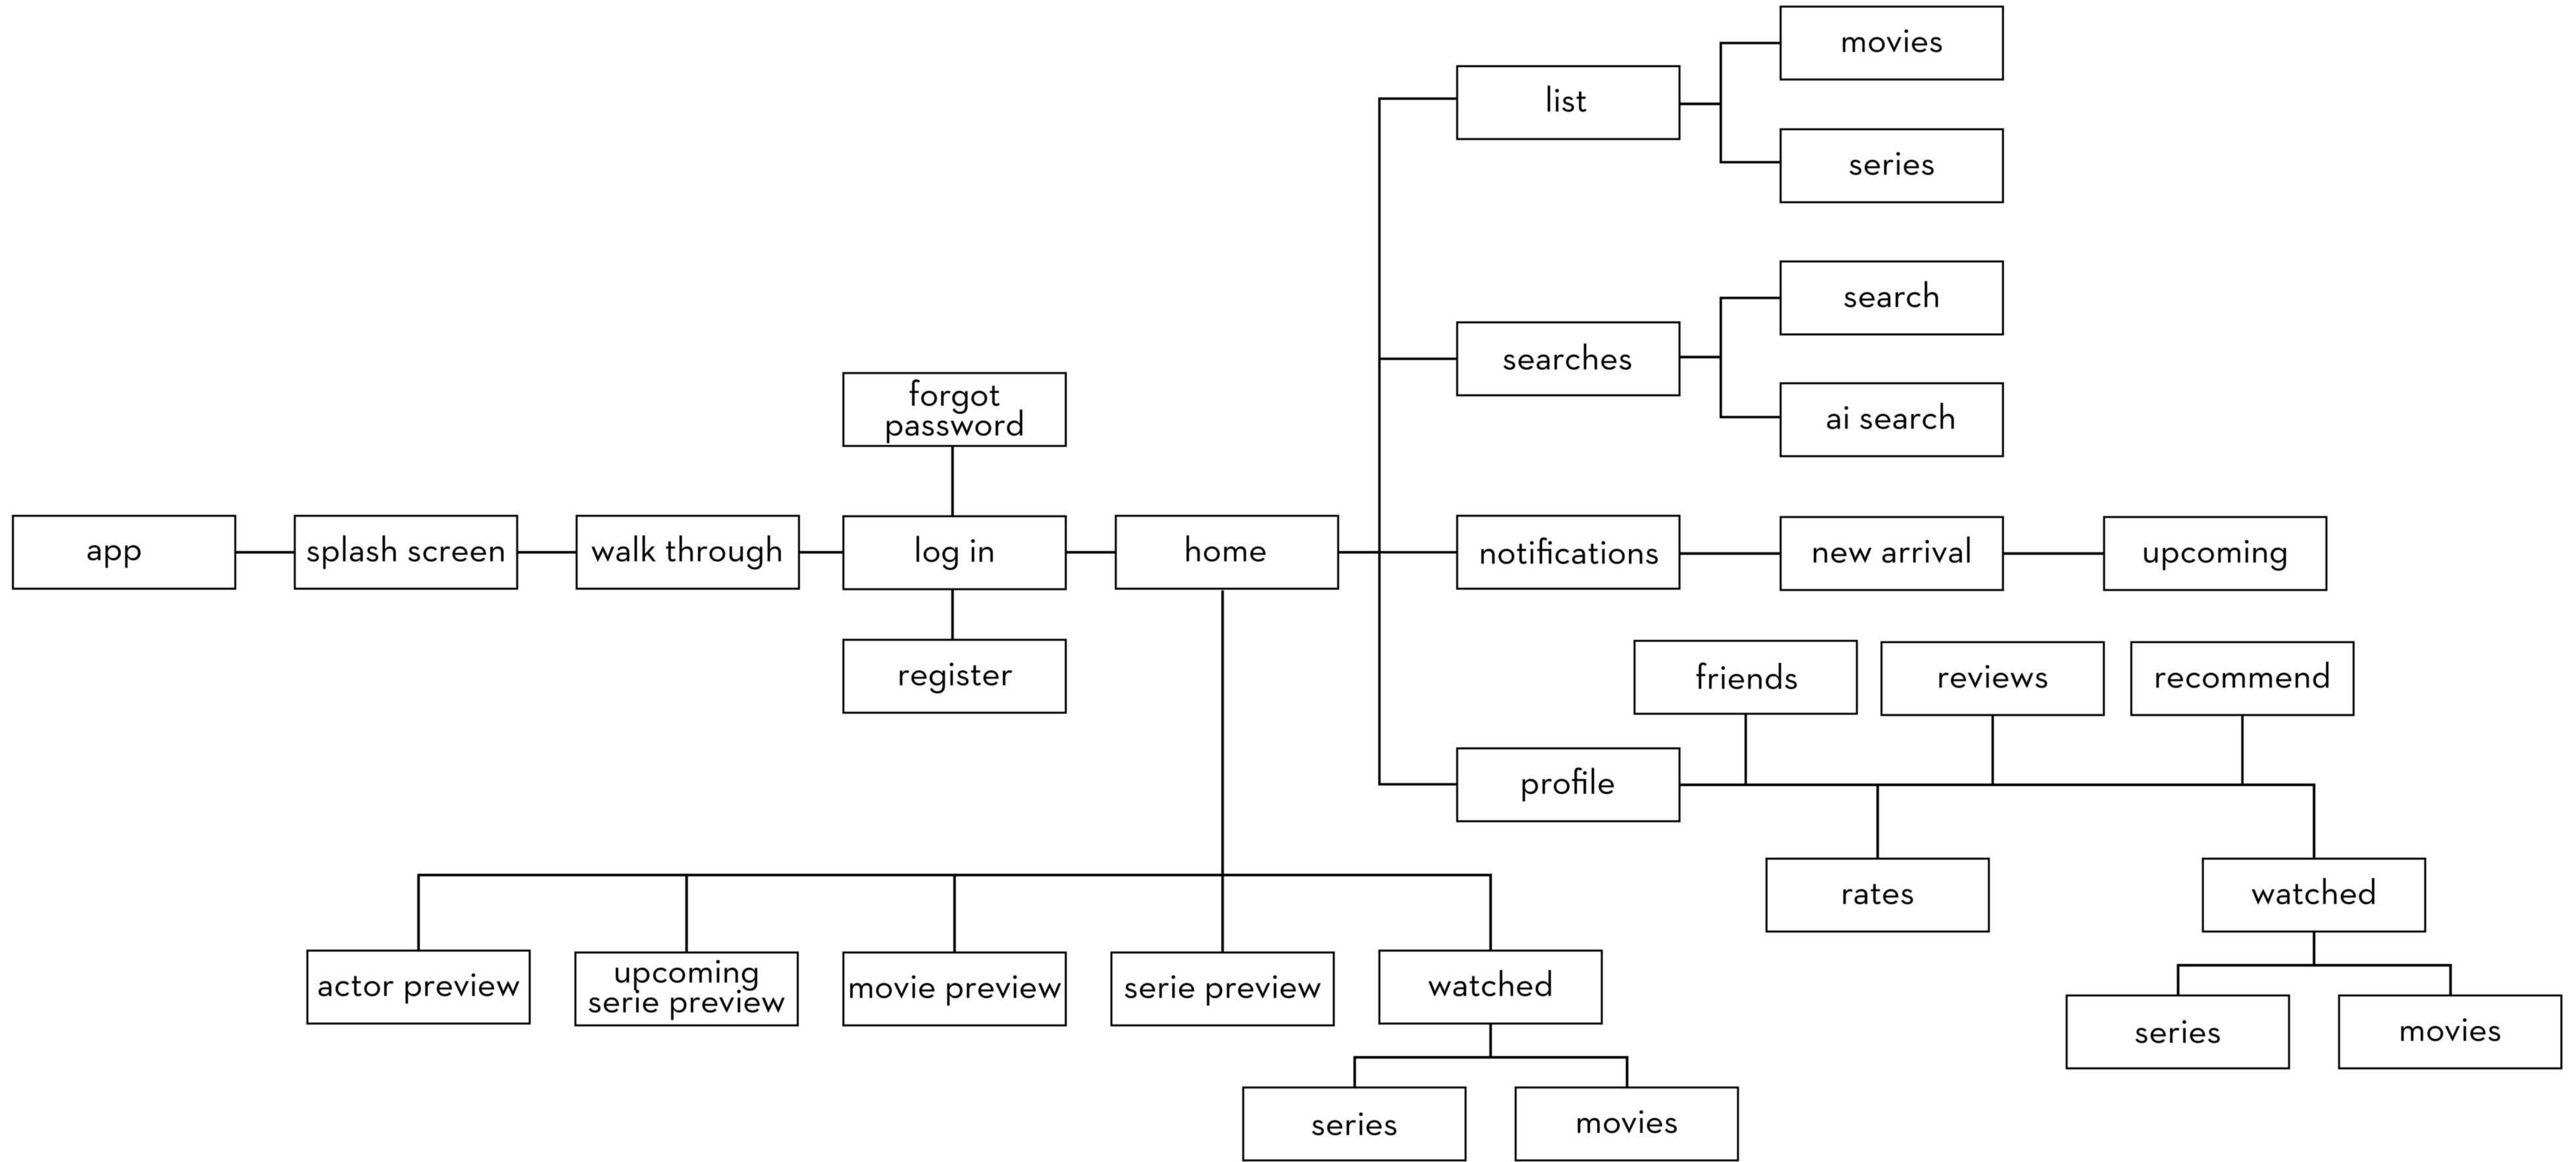 movies
list
series
search
searches
ai search
forgot
password
app
splash screen
walk through
log in
home
notifications
new arrival
upcoming
register
friends
reviews
recommend
profile
rates
watched
actor preview
upcoming
serie preview
movie preview
serie preview
watched
series
movies
series
movies